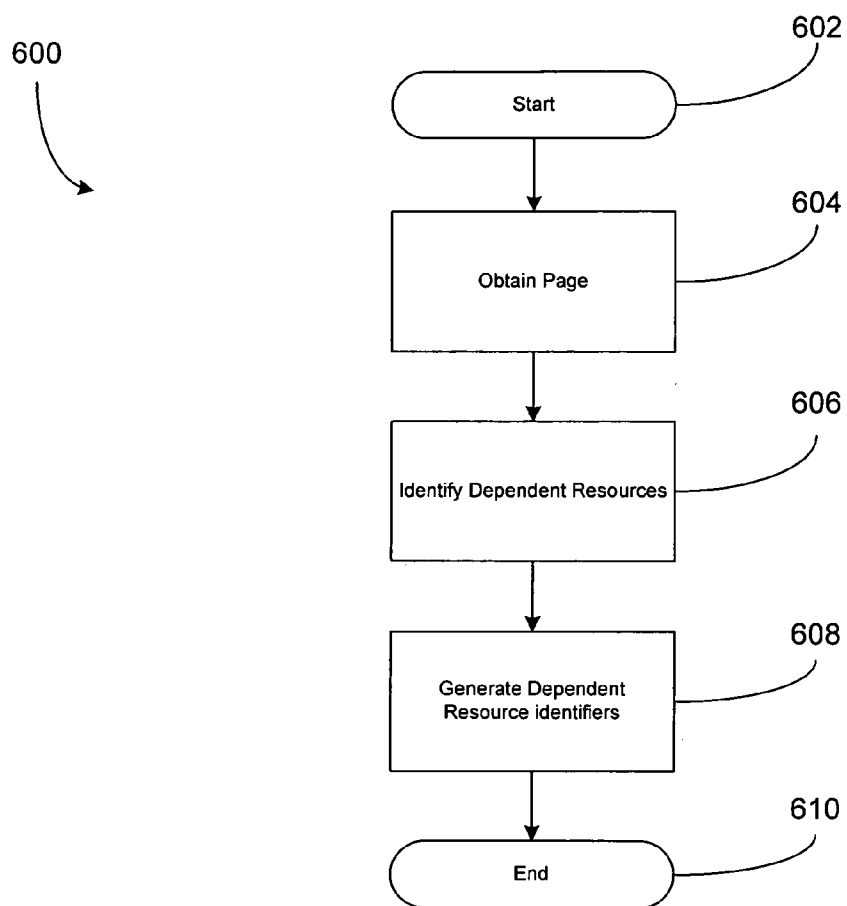 602
600
Start
604
Obtain Page
606
Identify Dependent Resources
608
Generate Dependent
Resource identifiers
610
End